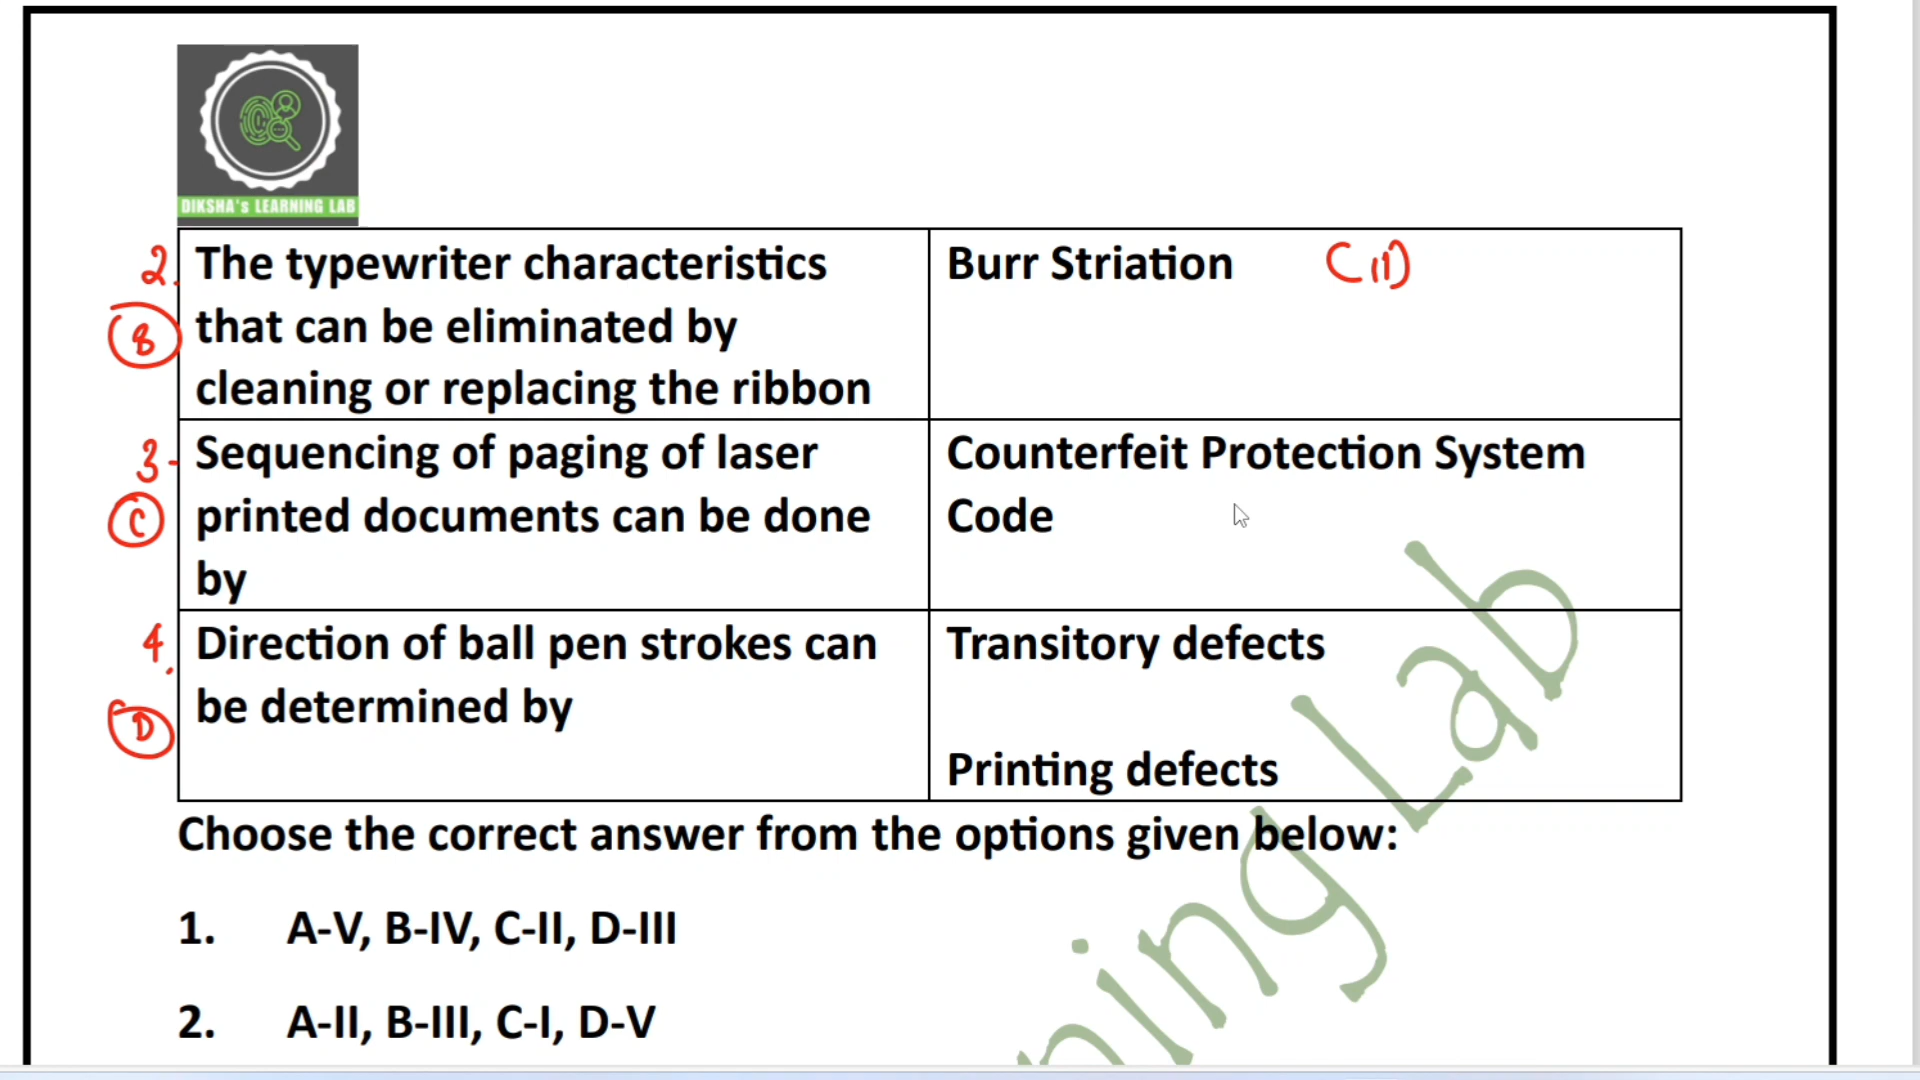 DIKSHA's LEARNING LAB
2. The typewriter characteristics
that can be eliminated by
cleaning or replacing the ribbon
B
Burr Striation (II)
3- Sequencing of paging of laser
printed documents can be done
by
C
Counterfeit Protection System
Code
4. Direction of ball pen strokes can
be determined by
D
Transitory defects
Printing defects
Choose the correct answer from the options given below:
1. A-V, B-IV, C-II, D-III
2. A-II, B-III, C-I, D-V
ning Lab